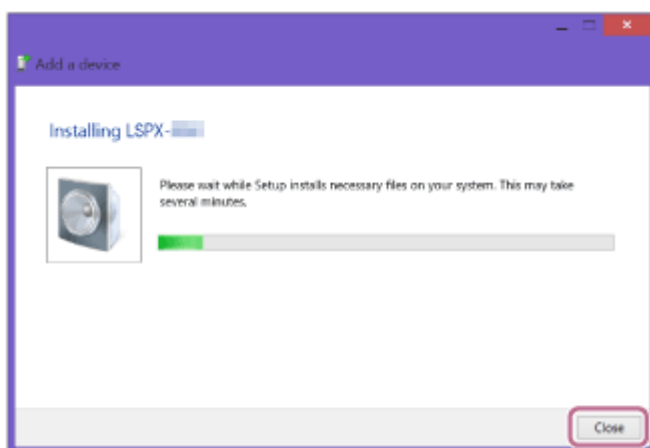 Add a device
Installing LSPX-
Please wait while Setup installs necessary files on your system. This may take
several minutes.
Close